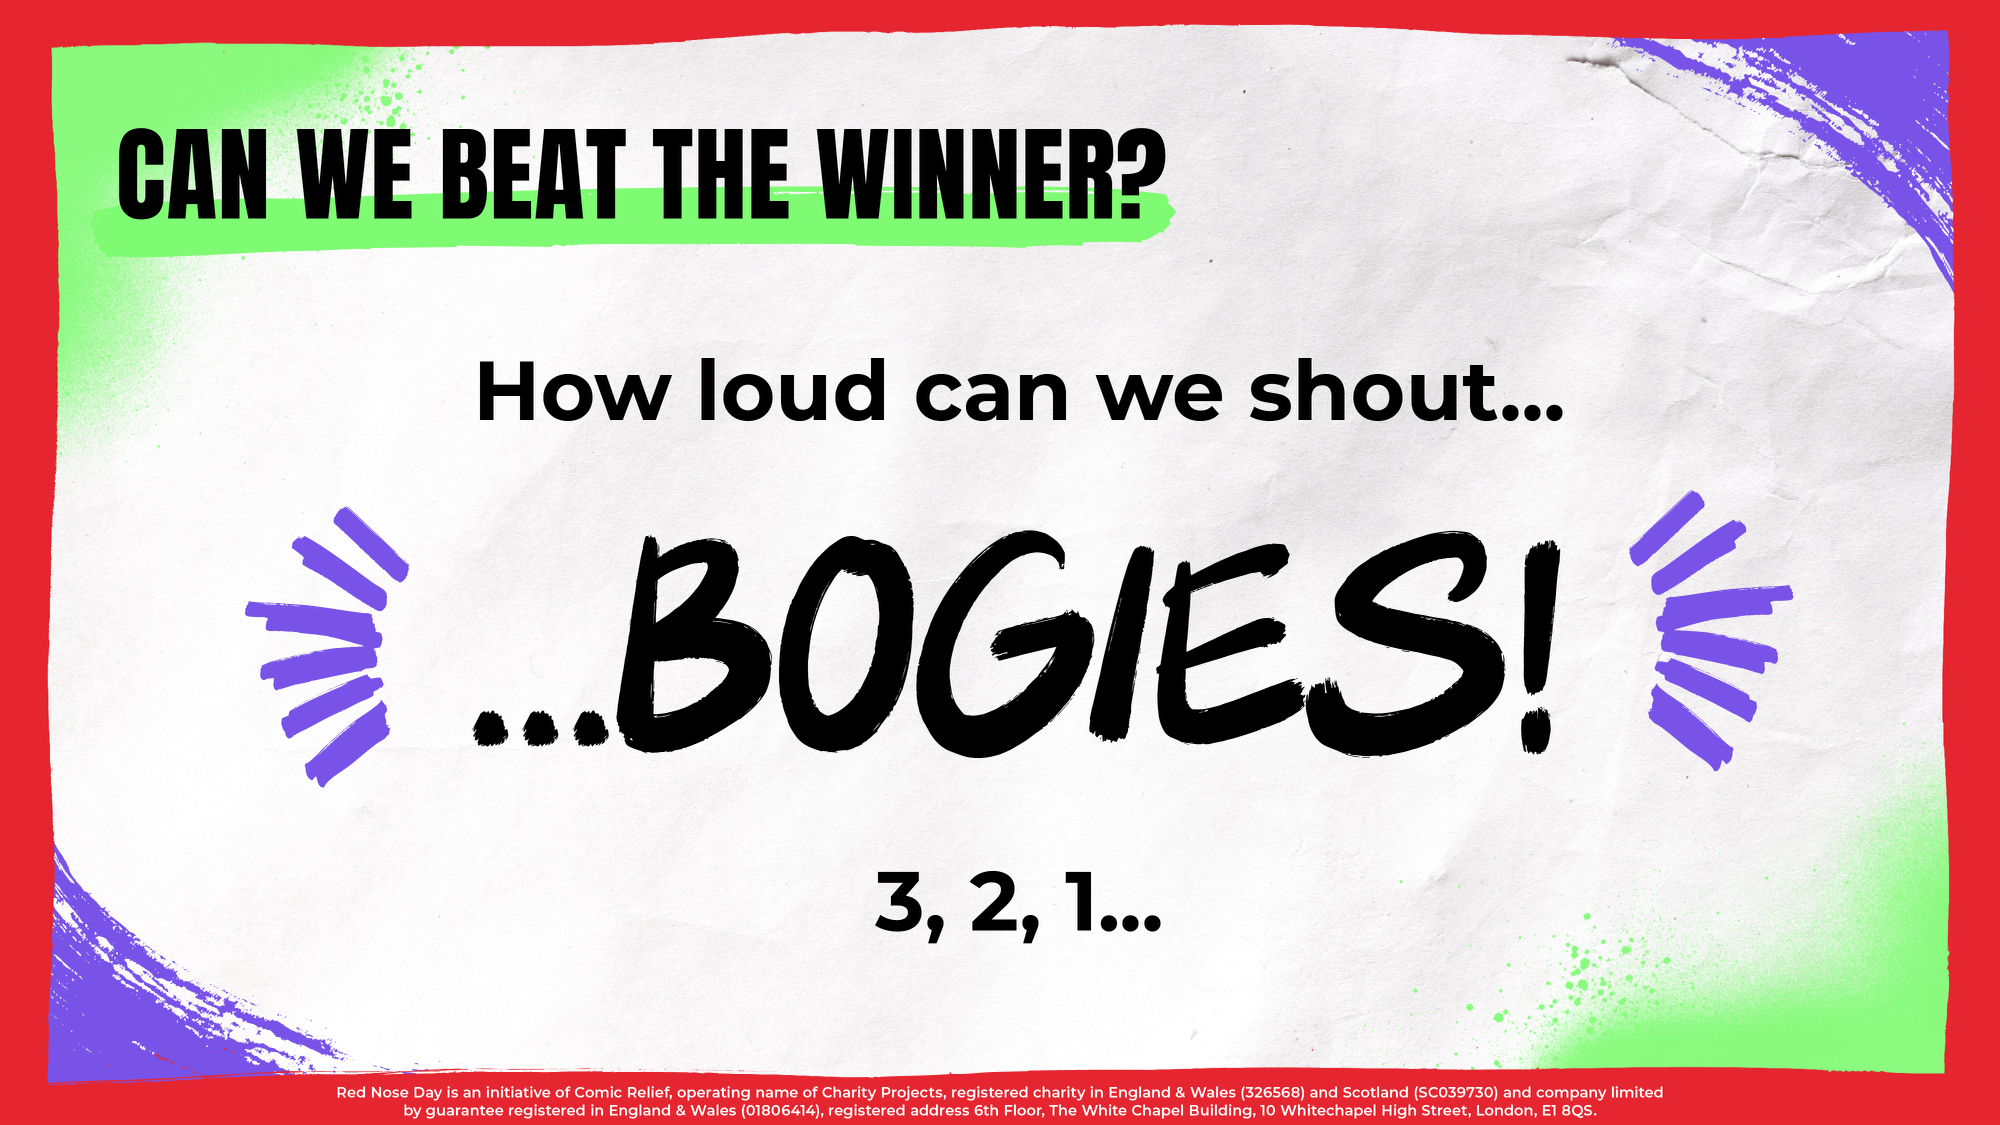 CAN WE BEAT THE WINNER?
How loud can we shout...
...BOGIES!
3, 2, 1...
Red Nose Day is an initiative of Comic Relief, operating name of Charity Projects, registered charity in England & Wales (326568) and Scotland (SC039730) and company limited
by guarantee registered in England & Wales (01806414), registered address 6th Floor, The White Chapel Building, 10 Whitechapel High Street, London, E1 8QS.